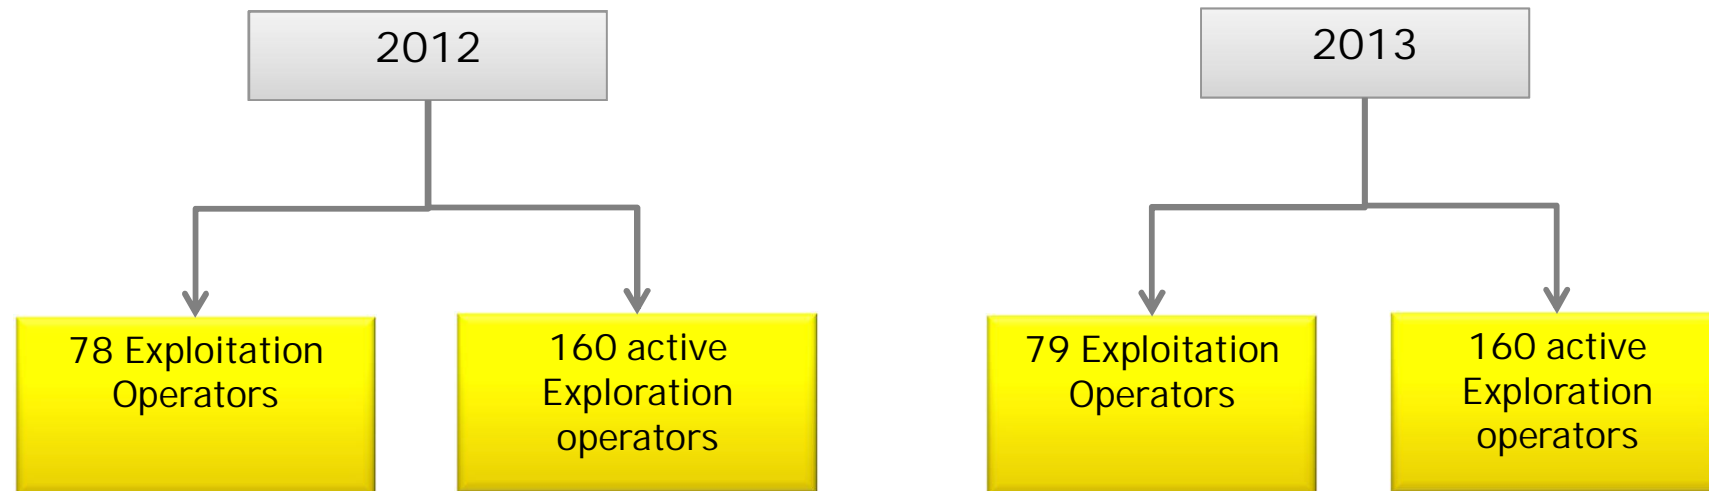 2012
78 Exploitation
Operators
160 active
Exploration
operators
2013
79 Exploitation
Operators
160 active
Exploration
operators